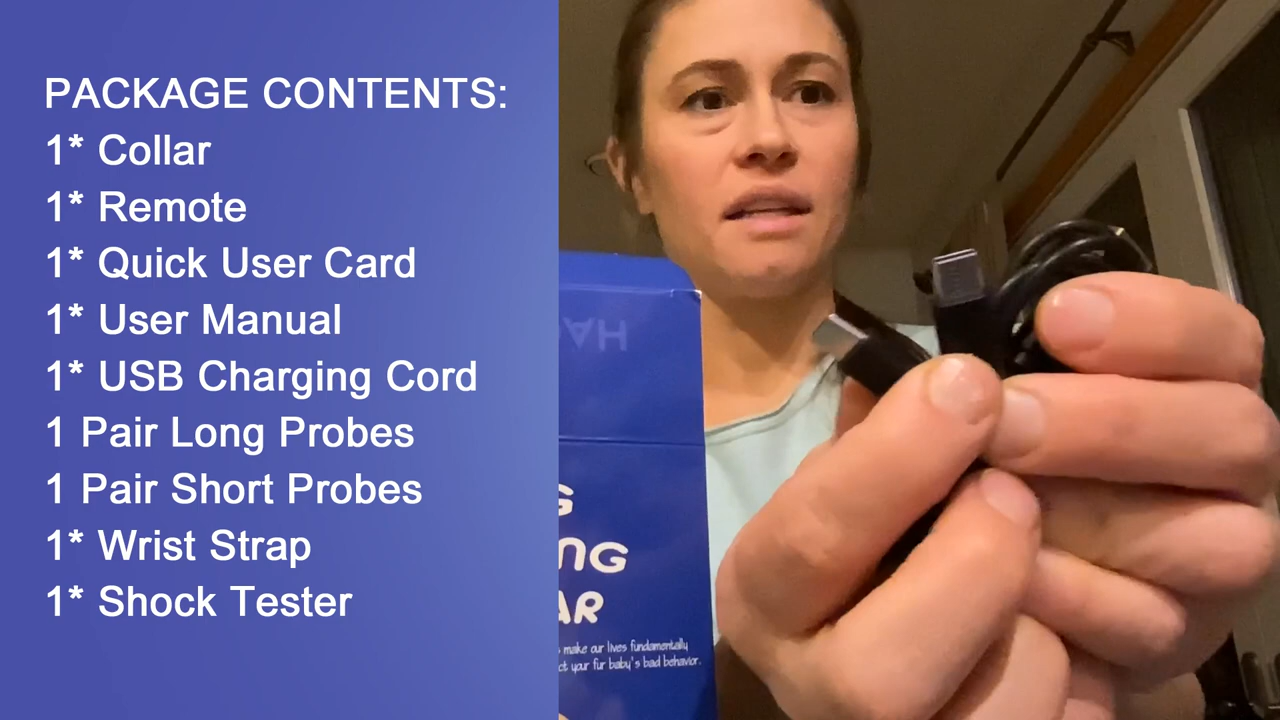 PACKAGE CONTENTS:
1* Collar
1* Remote
1* Quick User Card
1* User Manual
1* USB Charging Cord
1 Pair Long Probes
1 Pair Short Probes
1* Wrist Strap
1* Shock Tester
HA
G
NG
AR
make our lives fundamentally
ct your fur baby's bad behavior.